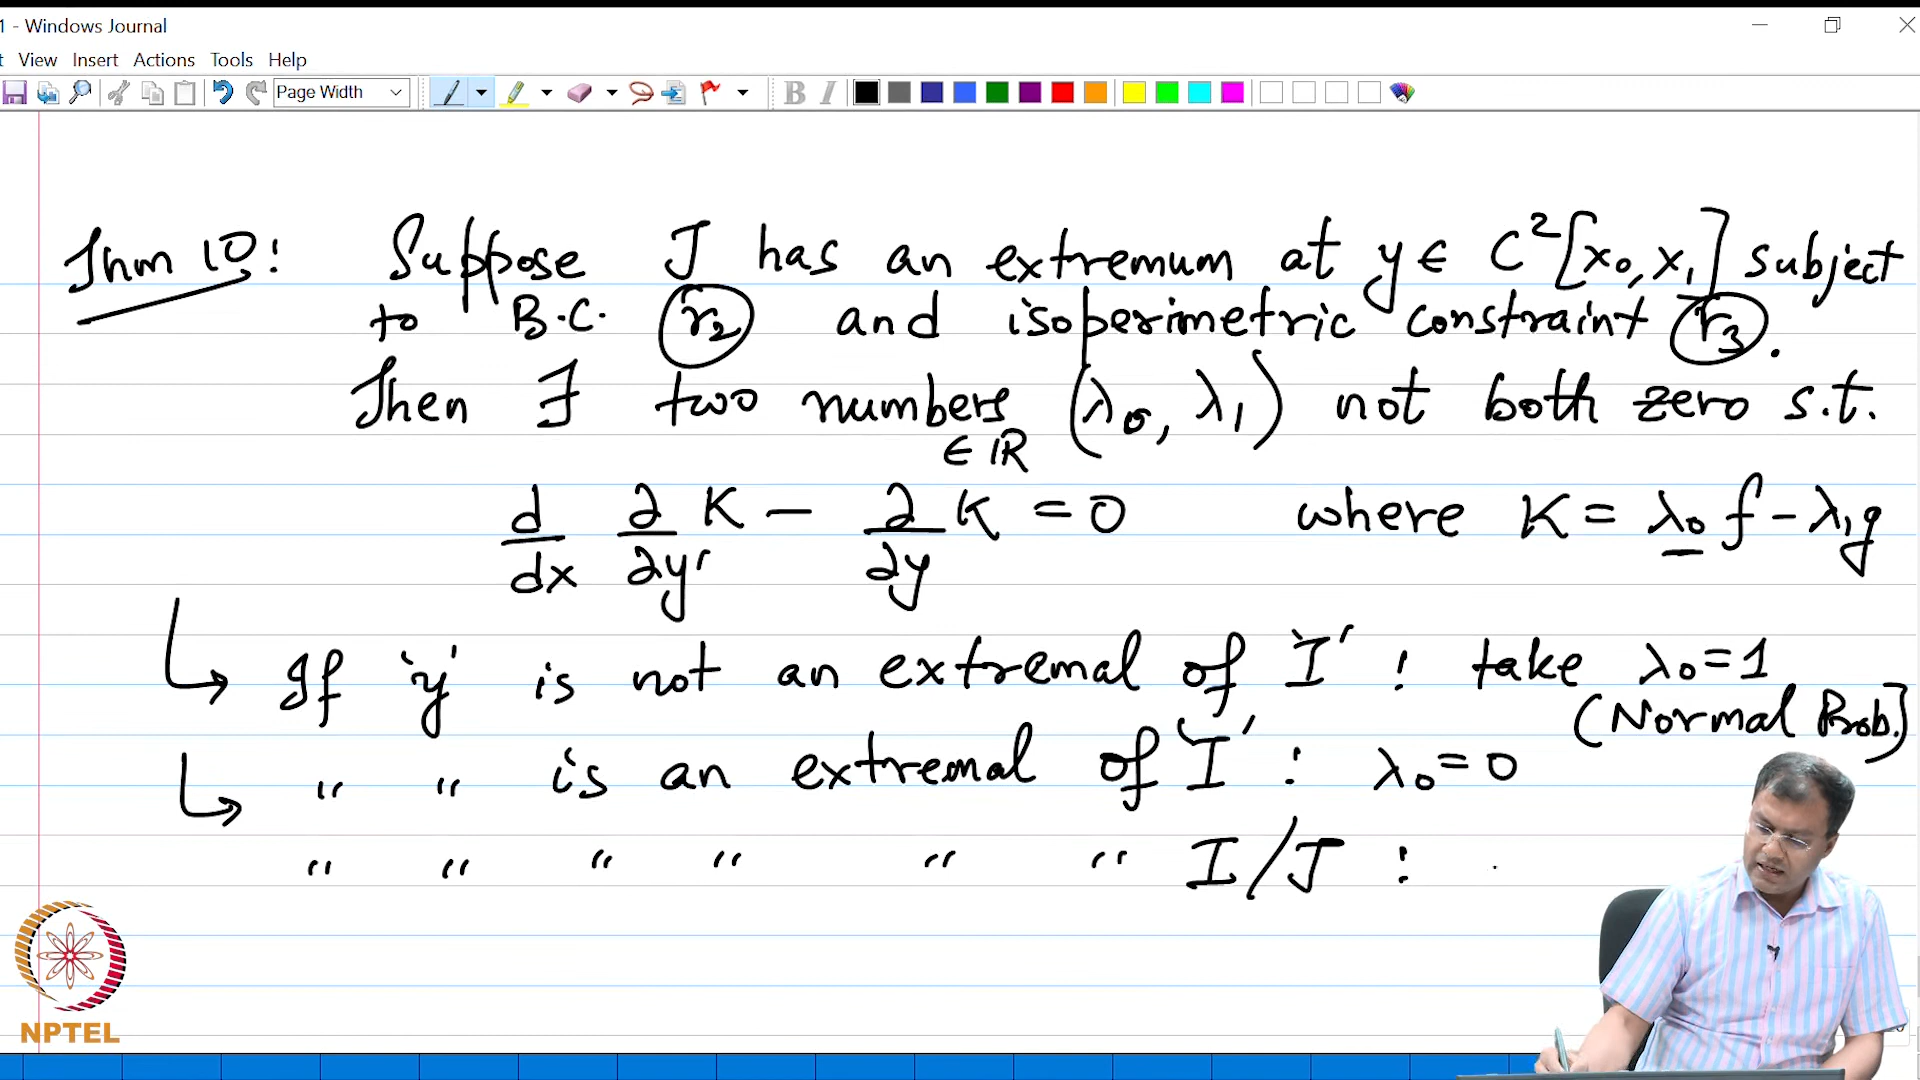 1 - Windows Journal
t View Insert Actions Tools Help
Page Width B I
Thm 10: Suppose J has an extremum at y ∈ C²[x₀, x₁] subject
to B.C. r₂ and isoperimetric constraint r₃.
Then ∃ two numbers (λ₀, λ₁) not both zero s.t.
∈ ℝ
d/dx ∂/∂y' K − ∂/∂y K = 0 where K = λ₀ f − λ₁ g
↳ If 'y' is not an extremal of 'I' : take λ₀ = 1
(Normal Prob.)
↳ " " is an extremal of 'I' : λ₀ = 0
" " " " " " I/J :
NPTEL